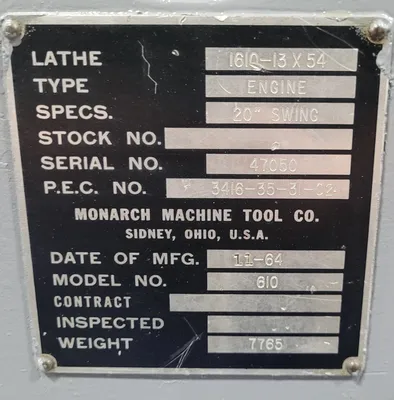 LATHE 1610-13 X 54
TYPE ENGINE
SPECS. 20" SWING
STOCK NO.
SERIAL NO. 47050
P.E.C. NO. 3416-35-31-02
MONARCH MACHINE TOOL CO.
SIDNEY, OHIO, U.S.A.
DATE OF MFG. 11-64
MODEL NO. 610
CONTRACT
INSPECTED
WEIGHT 7765